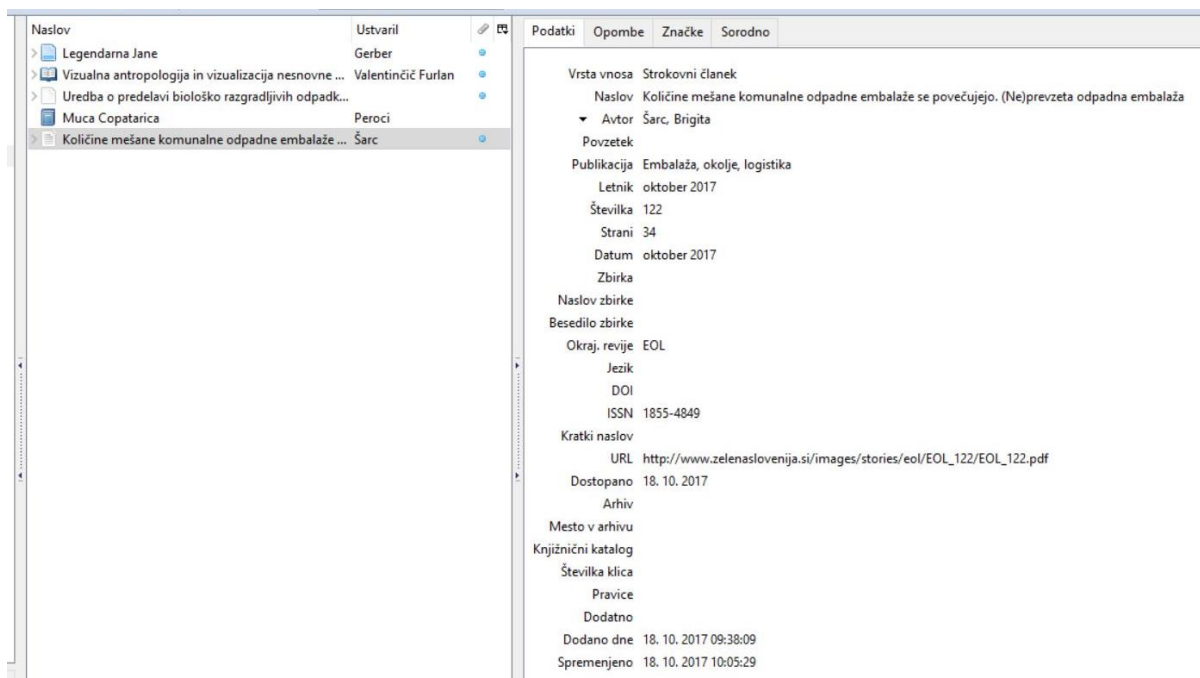 Naslov Ustvaril
Legendarna Jane Gerber
Vizualna antropologija in vizualizacija nesnovne ... Valentinčič Furlan
Uredba o predelavi biološko razgradljivih odpadk...
Muca Copatarica Peroci
Količine mešane komunalne odpadne embalaže ... Šarc
Podatki Opombe Značke Sorodno
Vrsta vnosa Strokovni članek
Naslov Količine mešane komunalne odpadne embalaže se povečujejo. (Ne)prevzeta odpadna embalaža
Avtor Šarc, Brigita
Povzetek
Publikacija Embalaža, okolje, logistika
Letnik oktober 2017
Številka 122
Strani 34
Datum oktober 2017
Zbirka
Naslov zbirke
Besedilo zbirke
Okraj. revije EOL
Jezik
DOI
ISSN 1855-4849
Kratki naslov
URL http://www.zelenaslovenija.si/images/stories/eol/EOL_122/EOL_122.pdf
Dostopano 18. 10. 2017
Arhiv
Mesto v arhivu
Knjižnični katalog
Številka klica
Pravice
Dodatno
Dodano dne 18. 10. 2017 09:38:09
Spremenjeno 18. 10. 2017 10:05:29